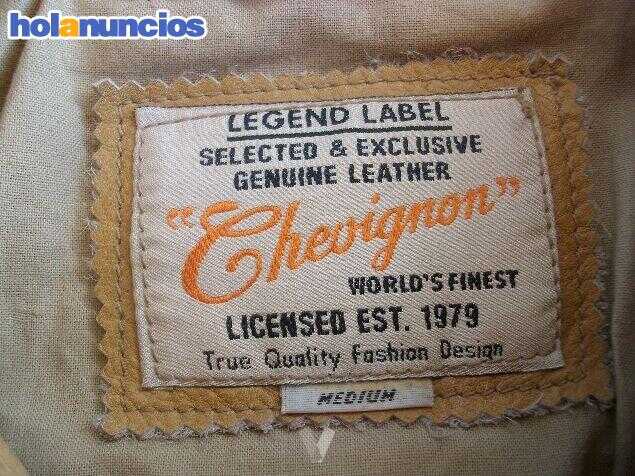 holanuncios
LEGEND LABEL
SELECTED & EXCLUSIVE
GENUINE LEATHER
"Chevignon"
WORLD'S FINEST
LICENSED EST. 1979
True Quality Fashion Design
MEDIUM